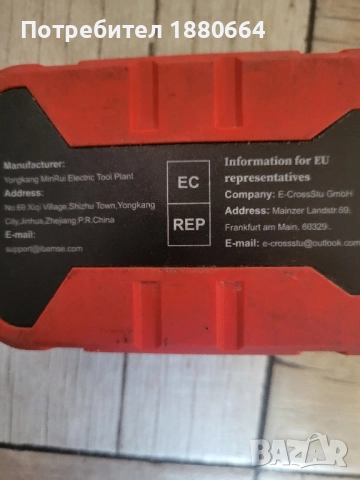 Потребител 1880664
Manufacturer:
Yongkang MinRui Electric Tool Plant
Address:
No 69.Xiqi Village,Shizhu Town,Yongkang
City,Jinhua,Zhejiang,P.R.China
E-mail:
support@ibamse.com
EC
REP
Information for EU
representatives
Company: E-CrossStu GmbH
Address: Mainzer Landstr.69,
Frankfurt am Main, 60329.
E-mail: e-crossstu@outlook.com
BAZAR